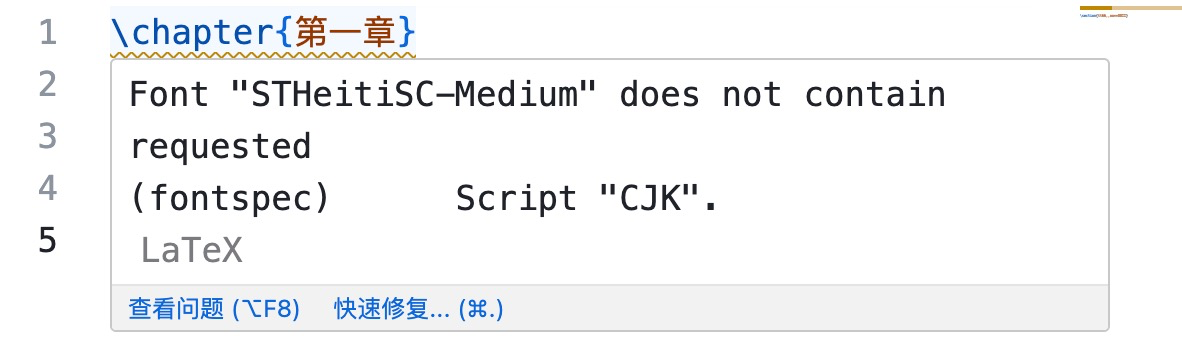 1 \chapter{第一章}
2
3
4
5
Font "STHeitiSC-Medium" does not contain
requested
(fontspec) Script "CJK".
LaTeX
查看问题 (⌥F8) 快速修复... (⌘.)